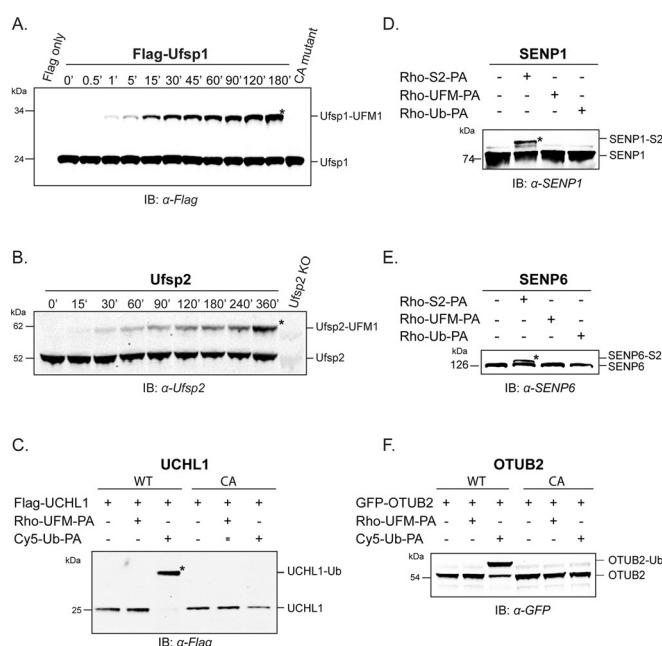 A.
Flag-Ufsp1
Flag only 0' 0.5' 1' 5' 15' 30' 45' 60' 90' 120' 180' CA mutant
kDa
34 * Ufsp1-UFM1
24 Ufsp1
IB: α-Flag
B.
Ufsp2
0' 15' 30' 60' 90' 120' 180' 240' 360' Ufsp2 KO
kDa
62 * Ufsp2-UFM1
52 Ufsp2
IB: α-Ufsp2
C.
UCHL1
WT CA
Flag-UCHL1 + + + + + +
Rho-UFM-PA - + - - + -
Cy5-Ub-PA - - + - = +
kDa
* UCHL1-Ub
25 UCHL1
IB: α-Flag
D.
SENP1
Rho-S2-PA - + - -
Rho-UFM-PA - - + -
Rho-Ub-PA - - - +
kDa
* SENP1-S2
74 SENP1
IB: α-SENP1
E.
SENP6
Rho-S2-PA - + - -
Rho-UFM-PA - - + -
Rho-Ub-PA - - - +
kDa
* SENP6-S2
126 SENP6
IB: α-SENP6
F.
OTUB2
WT CA
GFP-OTUB2 + + + + + +
Rho-UFM-PA - + - - + -
Cy5-Ub-PA - - + - - +
kDa
OTUB2-Ub
54 OTUB2
IB: α-GFP